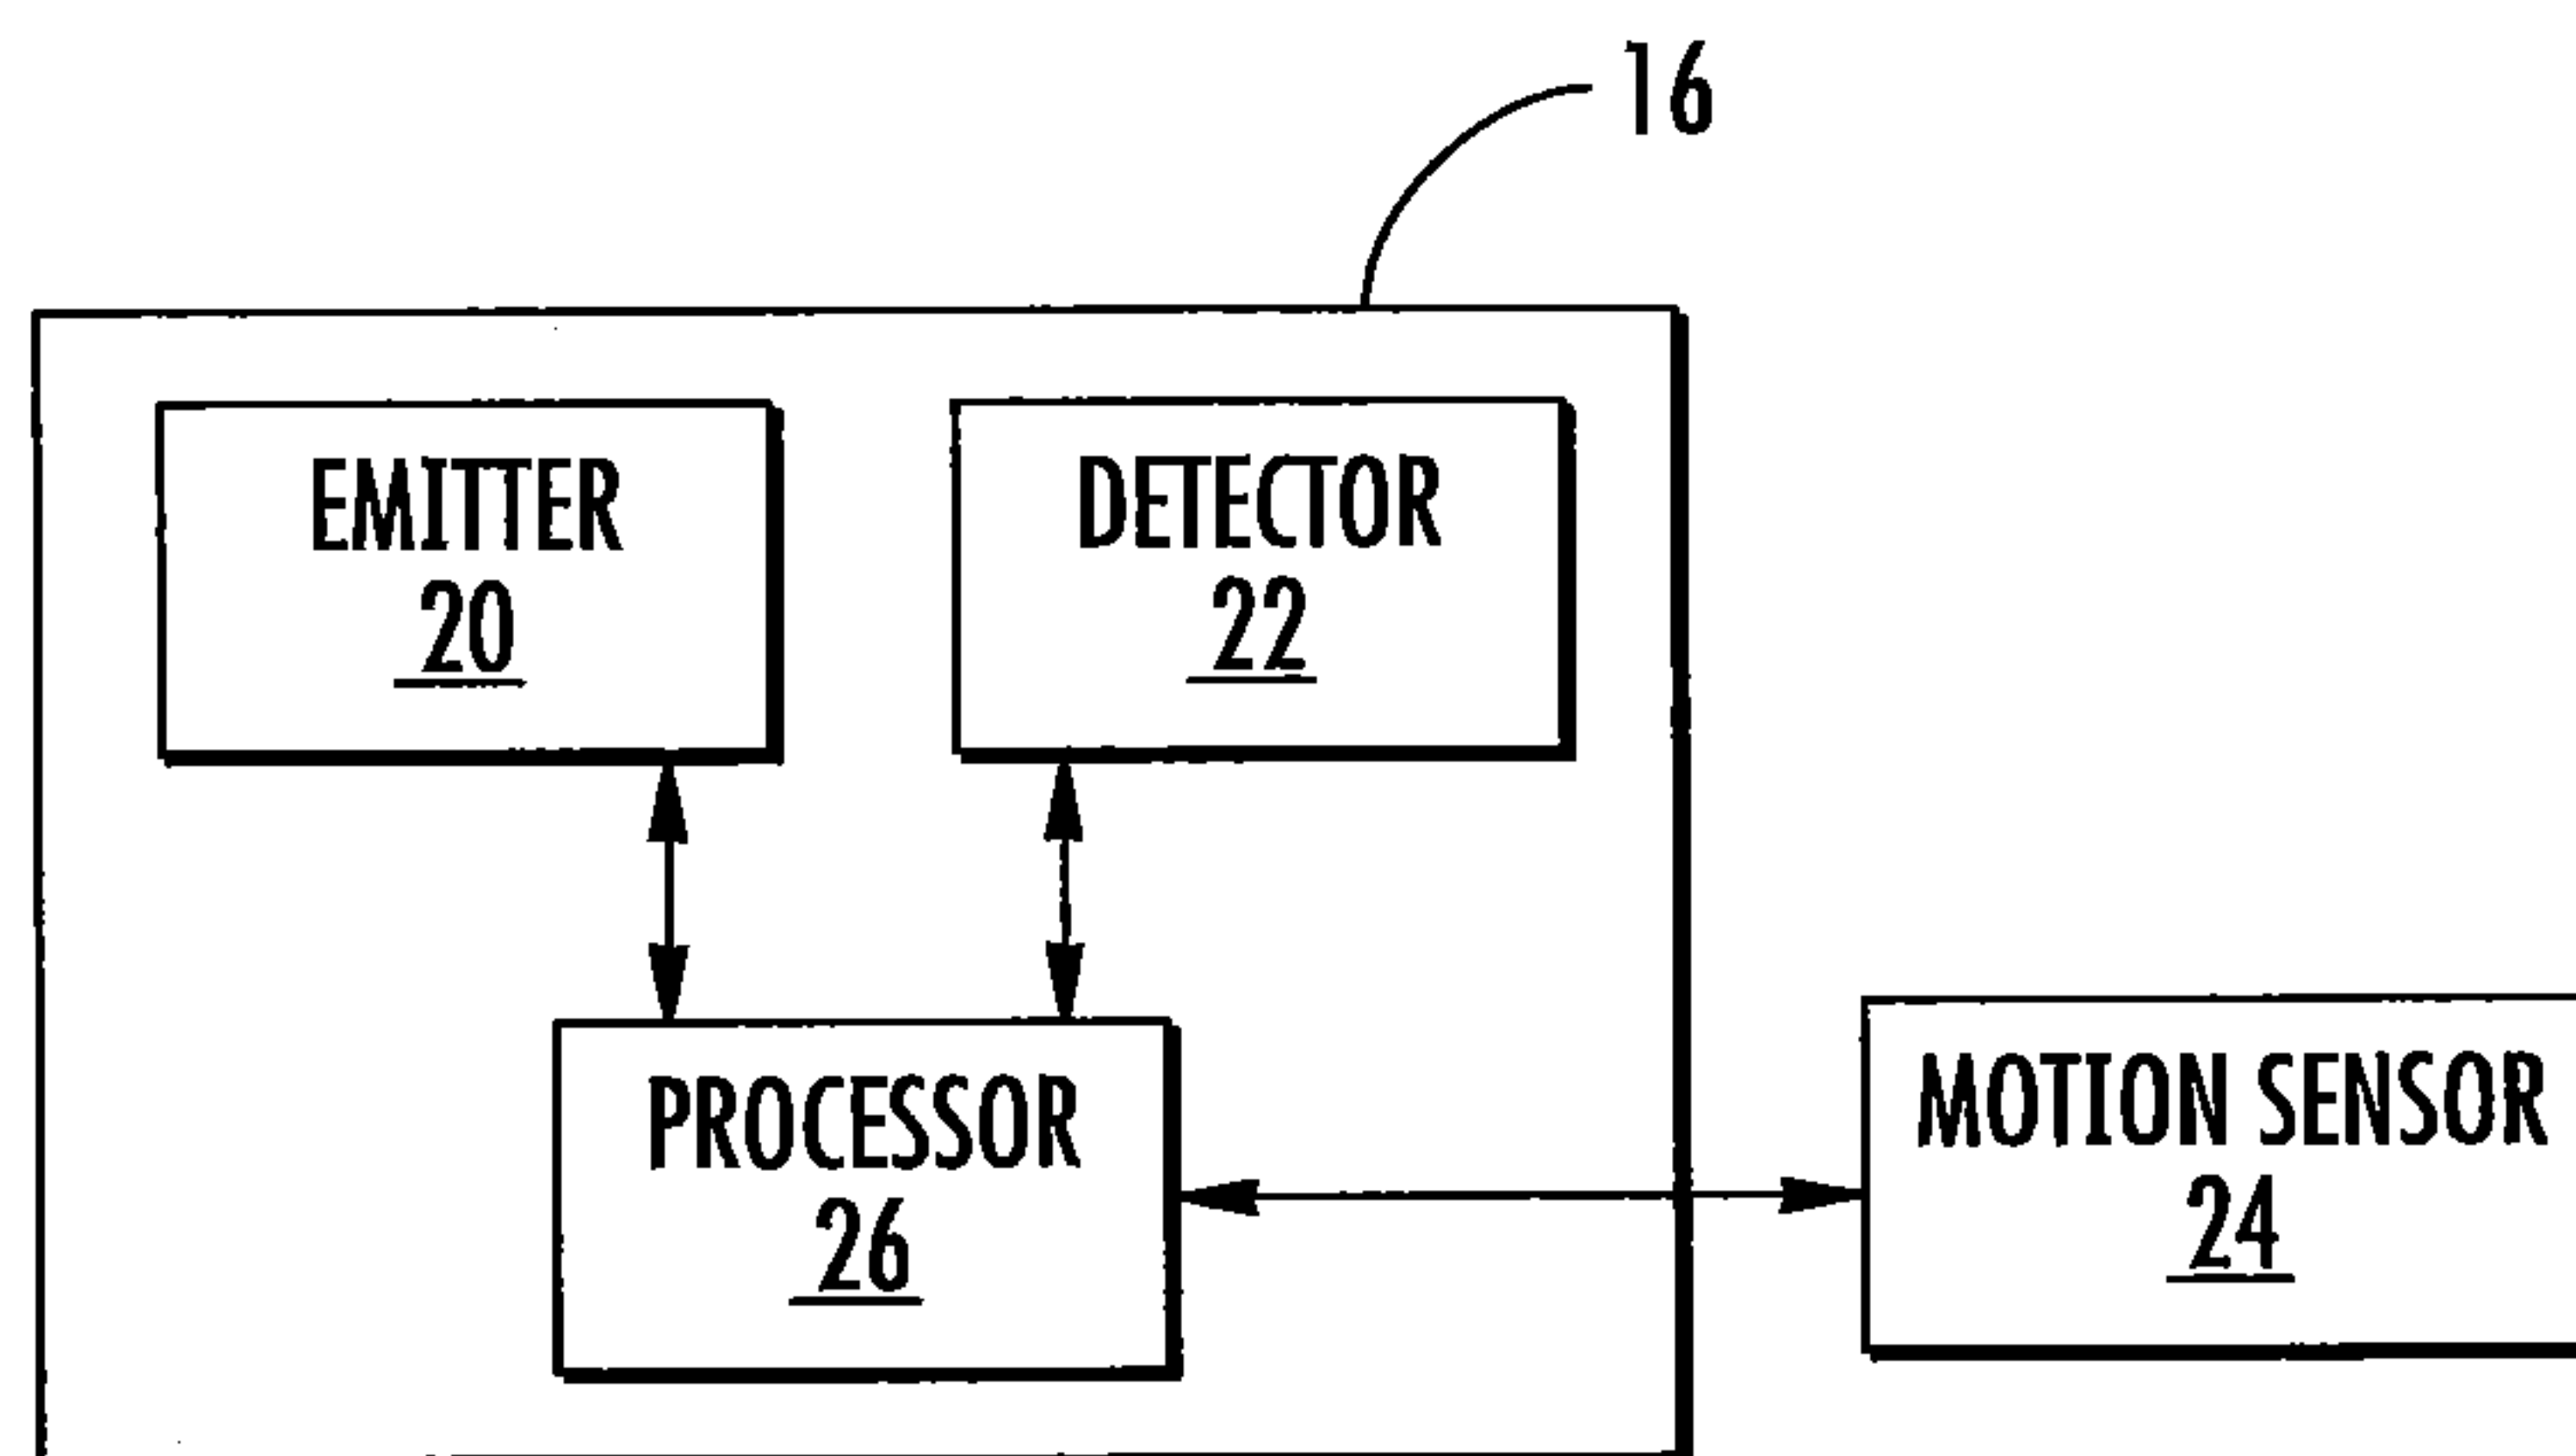 16
EMITTER
20
DETECTOR
22
PROCESSOR
26
MOTION SENSOR
24